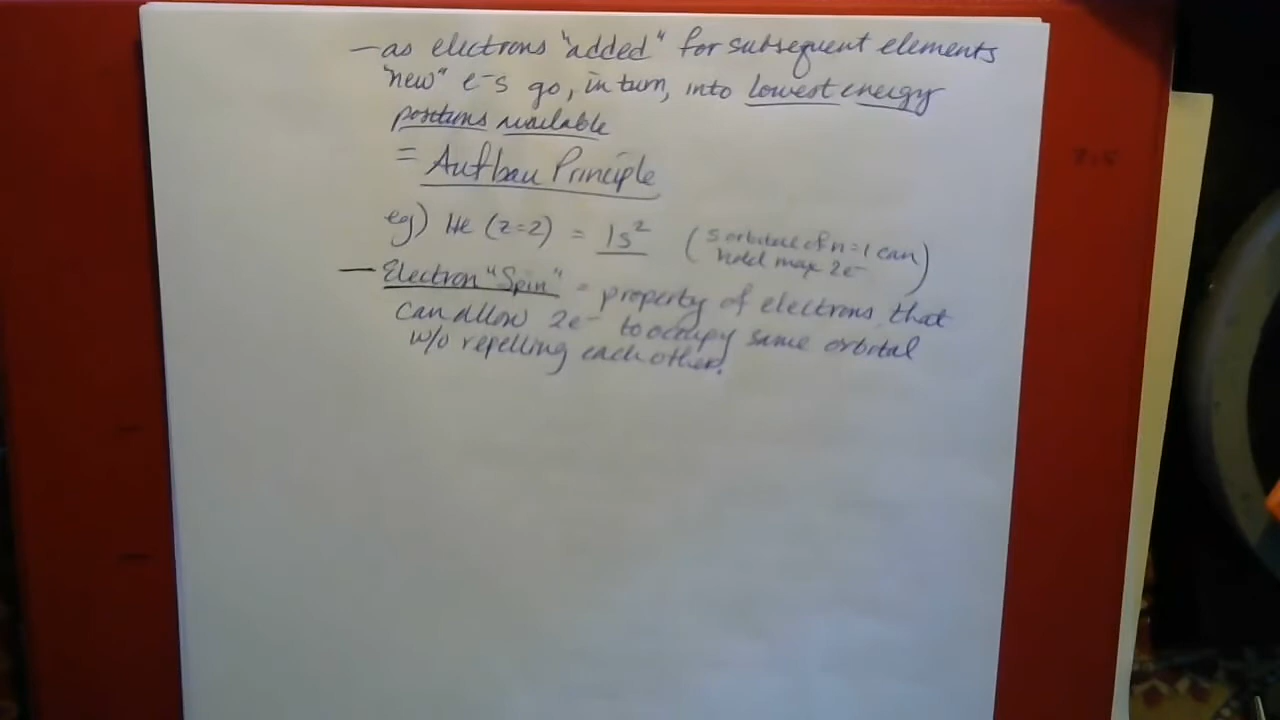 — as electrons "added" for subsequent elements
"new" e-s go, in turn, into lowest energy
positions available
= Aufbau Principle
eg) He (z=2) = 1s² (s orbital of n=1 can
hold max 2e⁻)
— Electron "Spin" = property of electrons that
can allow 2e⁻ to occupy same orbital
w/o repelling each other.